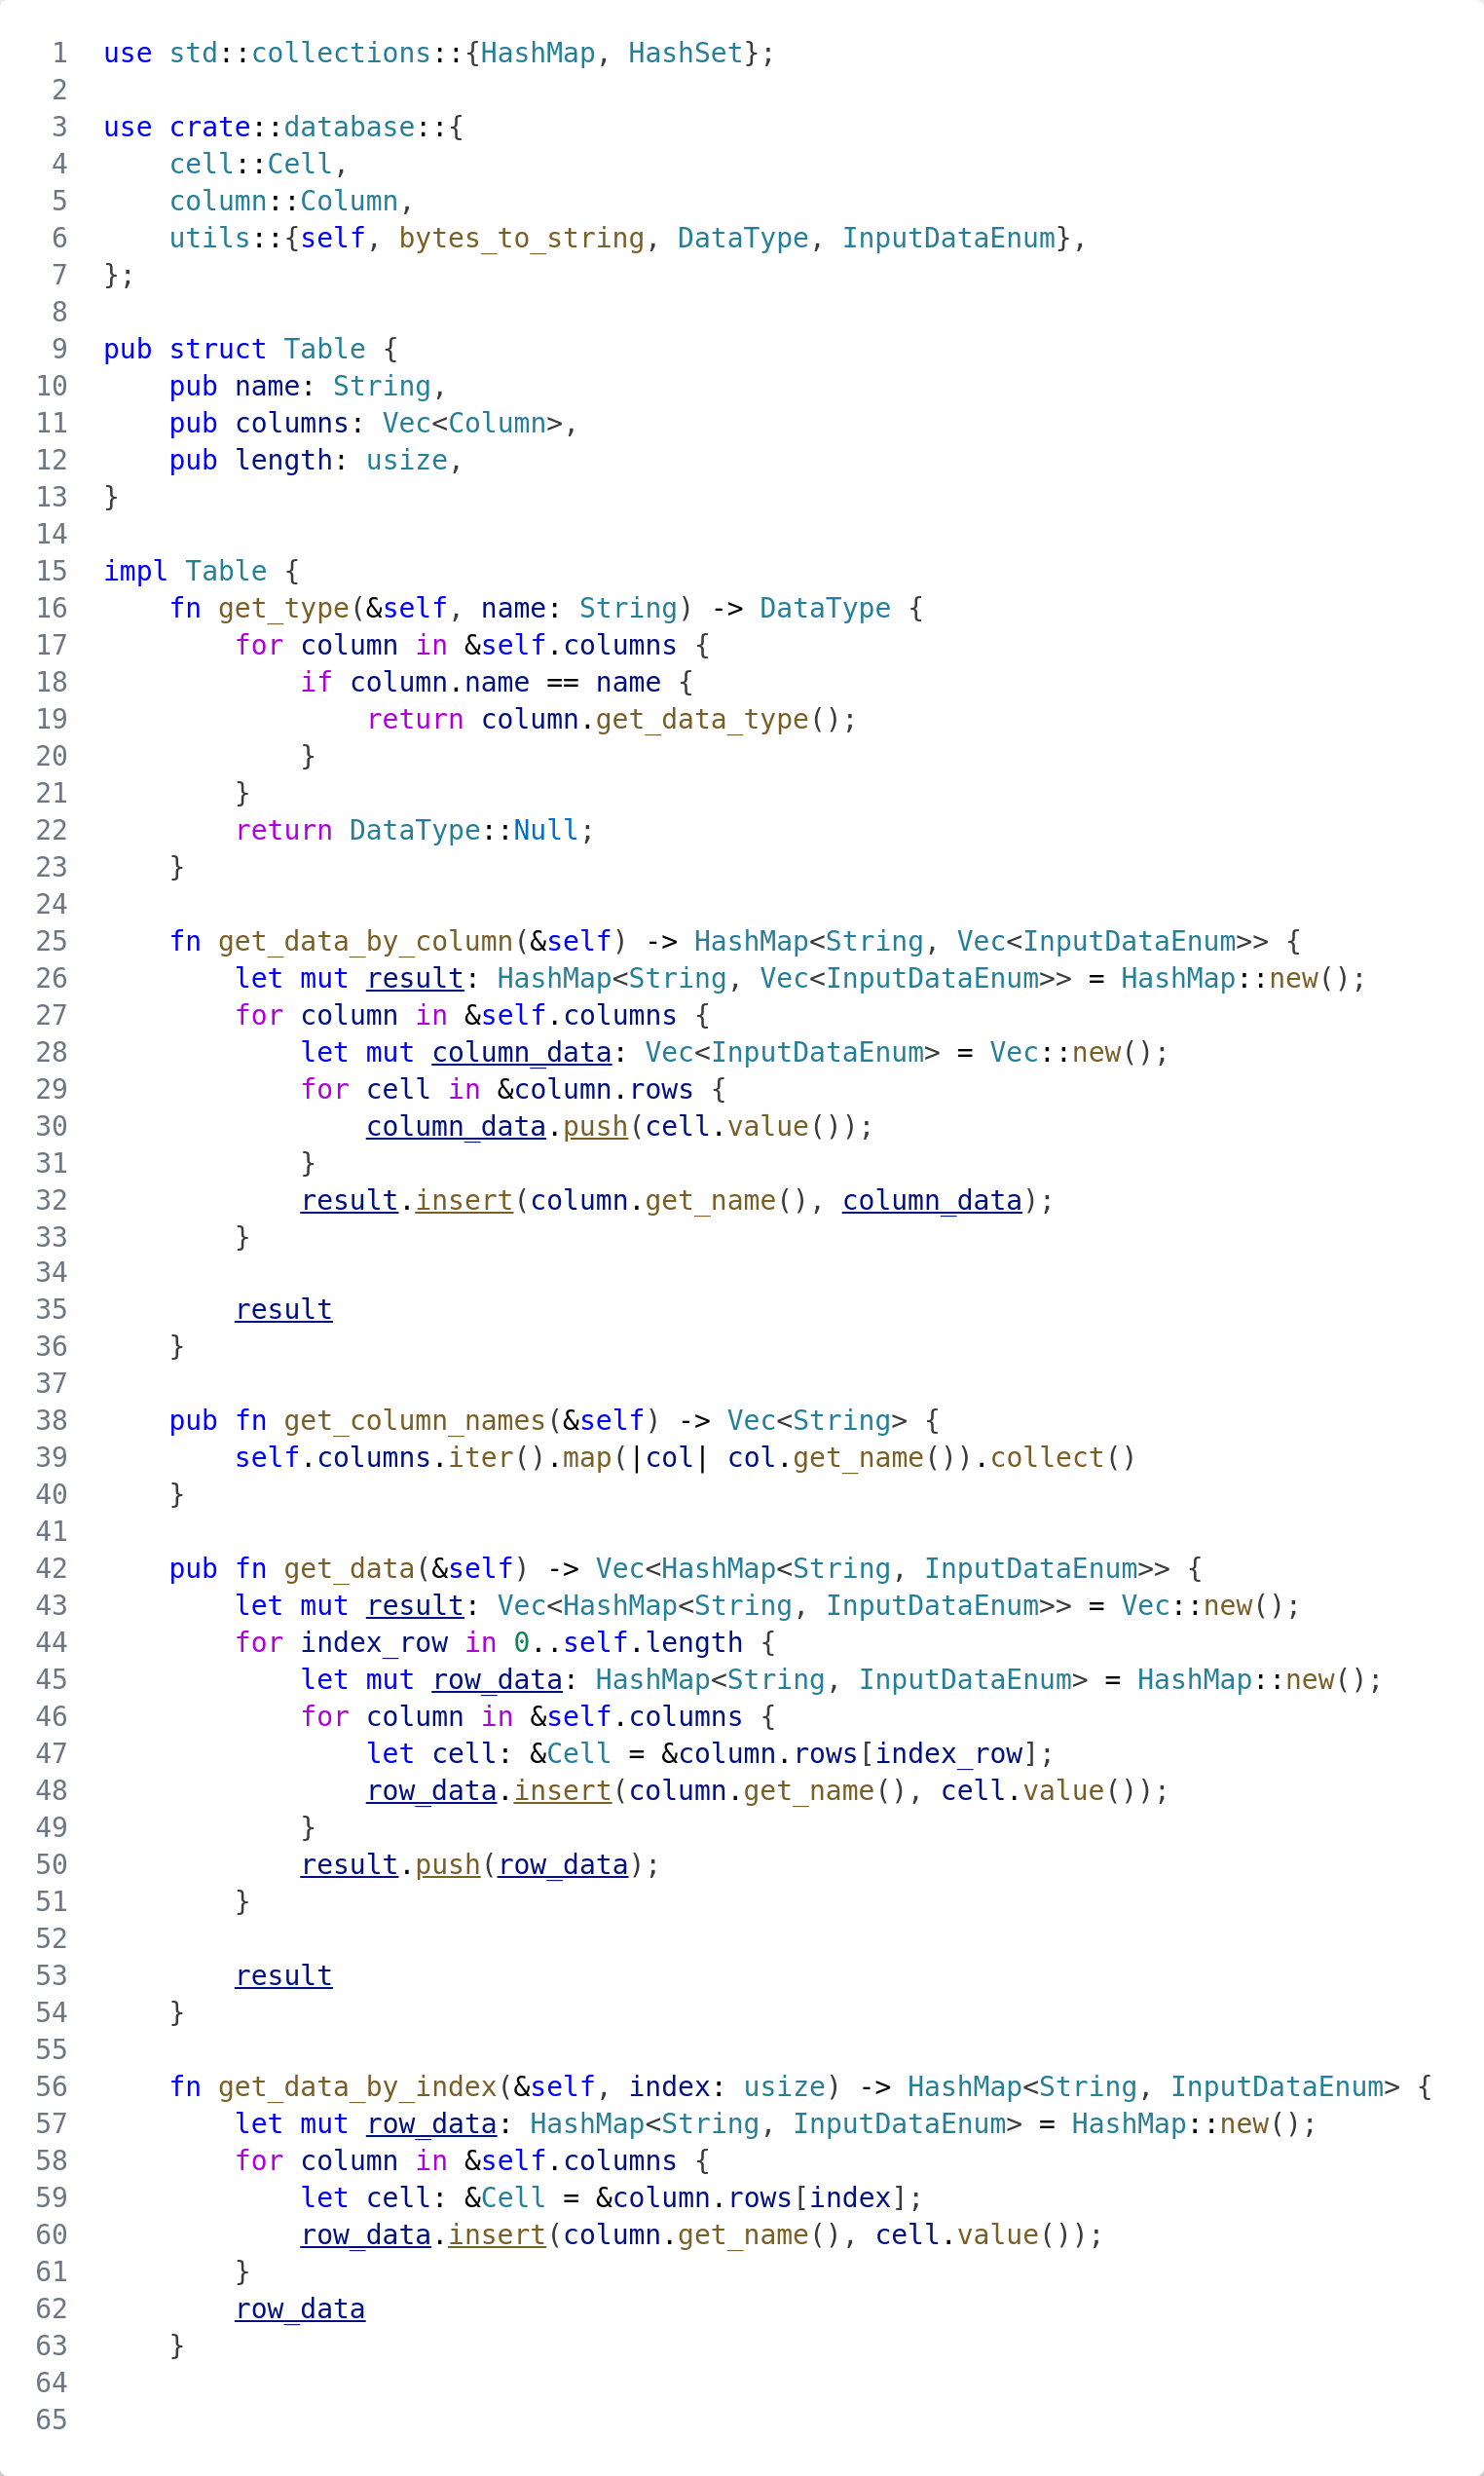 1 use std::collections::{HashMap, HashSet};
2
3 use crate::database::{
4     cell::Cell,
5     column::Column,
6     utils::{self, bytes_to_string, DataType, InputDataEnum},
7 };
8
9 pub struct Table {
10     pub name: String,
11     pub columns: Vec<Column>,
12     pub length: usize,
13 }
14
15 impl Table {
16     fn get_type(&self, name: String) -> DataType {
17         for column in &self.columns {
18             if column.name == name {
19                 return column.get_data_type();
20             }
21         }
22         return DataType::Null;
23     }
24
25     fn get_data_by_column(&self) -> HashMap<String, Vec<InputDataEnum>> {
26         let mut result: HashMap<String, Vec<InputDataEnum>> = HashMap::new();
27         for column in &self.columns {
28             let mut column_data: Vec<InputDataEnum> = Vec::new();
29             for cell in &column.rows {
30                 column_data.push(cell.value());
31             }
32             result.insert(column.get_name(), column_data);
33         }
34
35         result
36     }
37
38     pub fn get_column_names(&self) -> Vec<String> {
39         self.columns.iter().map(|col| col.get_name()).collect()
40     }
41
42     pub fn get_data(&self) -> Vec<HashMap<String, InputDataEnum>> {
43         let mut result: Vec<HashMap<String, InputDataEnum>> = Vec::new();
44         for index_row in 0..self.length {
45             let mut row_data: HashMap<String, InputDataEnum> = HashMap::new();
46             for column in &self.columns {
47                 let cell: &Cell = &column.rows[index_row];
48                 row_data.insert(column.get_name(), cell.value());
49             }
50             result.push(row_data);
51         }
52
53         result
54     }
55
56     fn get_data_by_index(&self, index: usize) -> HashMap<String, InputDataEnum> {
57         let mut row_data: HashMap<String, InputDataEnum> = HashMap::new();
58         for column in &self.columns {
59             let cell: &Cell = &column.rows[index];
60             row_data.insert(column.get_name(), cell.value());
61         }
62         row_data
63     }
64
65